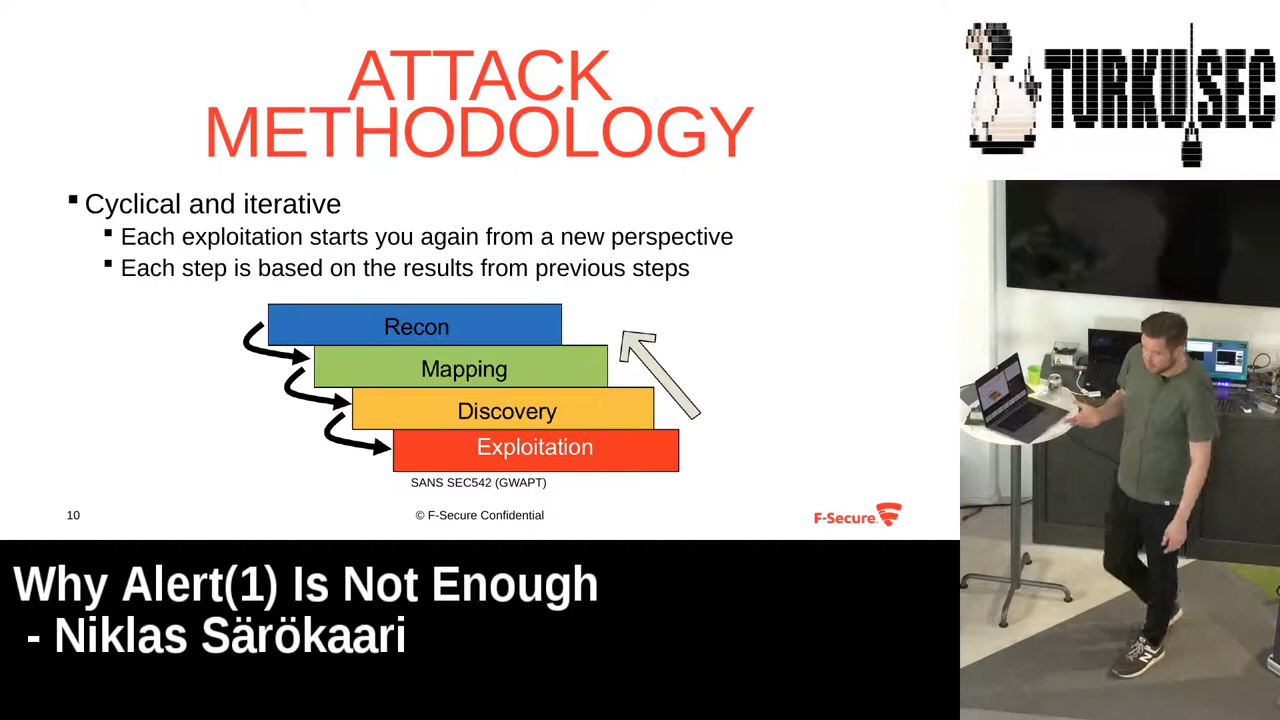 ATTACK
METHODOLOGY
TURKU SEC
Cyclical and iterative
Each exploitation starts you again from a new perspective
Each step is based on the results from previous steps
Recon
Mapping
Discovery
Exploitation
SANS SEC542 (GWAPT)
10
© F-Secure Confidential
F-Secure
Why Alert(1) Is Not Enough
- Niklas Särökaari